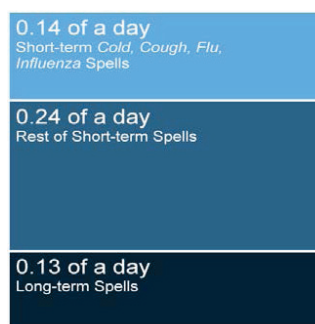 0.14 of a day
Short-term Cold, Cough, Flu,
Influenza Spells
0.24 of a day
Rest of Short-term Spells
0.13 of a day
Long-term Spells